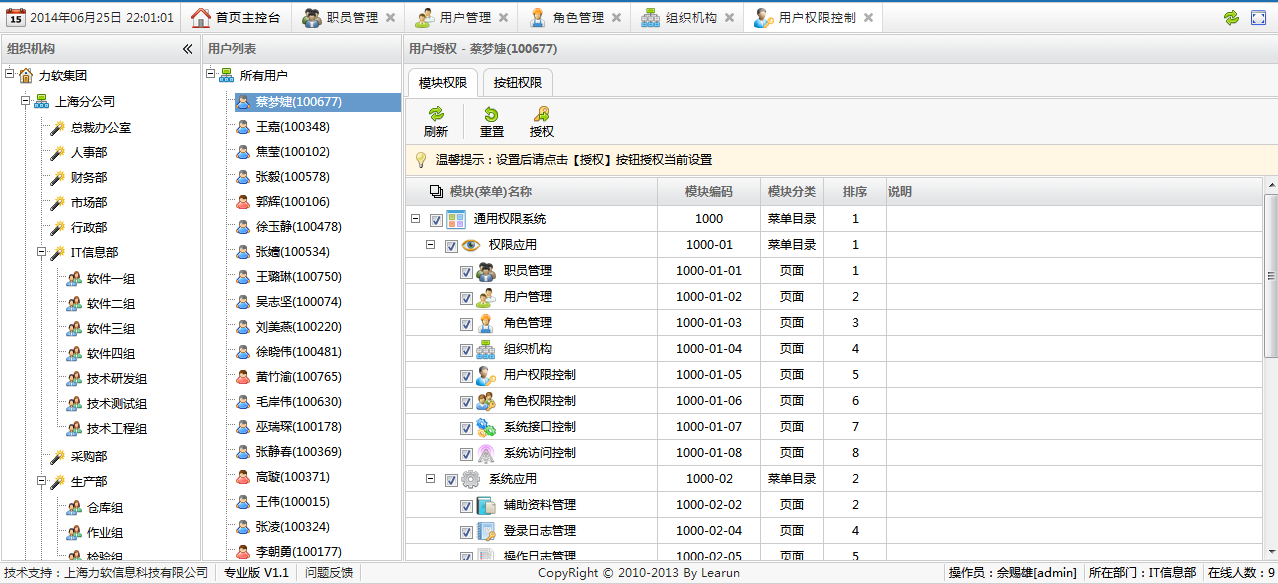 15 2014年06月25日 22:01:01 首页主控台 职员管理 用户管理 角色管理 组织机构 用户权限控制
组织机构
力软集团
上海分公司
总裁办公室
人事部
财务部
市场部
行政部
IT信息部
软件一组
软件二组
软件三组
软件四组
技术研发组
技术测试组
技术工程组
采购部
生产部
仓库组
作业组
检验组
用户列表
所有用户
蔡梦婕(100677)
王嘉(100348)
焦莹(100102)
张毅(100578)
郭辉(100106)
徐玉静(100478)
张嫱(100534)
王璐琳(100750)
吴志坚(100074)
刘美燕(100220)
徐晓伟(100481)
黄竹渝(100765)
毛岸伟(100630)
巫瑞琛(100178)
张静春(100369)
高璇(100371)
王伟(100015)
张凌(100324)
李朝勇(100177)
用户授权 - 蔡梦婕(100677)
模块权限 按钮权限
刷新 重置 授权
温馨提示：设置后请点击【授权】按钮授权当前设置
模块(菜单)名称 模块编码 模块分类 排序 说明
通用权限系统 1000 菜单目录 1
权限应用 1000-01 菜单目录 1
职员管理 1000-01-01 页面 1
用户管理 1000-01-02 页面 2
角色管理 1000-01-03 页面 3
组织机构 1000-01-04 页面 4
用户权限控制 1000-01-05 页面 5
角色权限控制 1000-01-06 页面 6
系统接口控制 1000-01-07 页面 7
系统访问控制 1000-01-08 页面 8
系统应用 1000-02 菜单目录 2
辅助资料管理 1000-02-02 页面 2
登录日志管理 1000-02-04 页面 4
操作日志管理 1000-02-05 页面 5
技术支持：上海力软信息科技有限公司 专业版 V1.1 问题反馈 CopyRight © 2010-2013 By Learun 操作员：余赐雄[admin] 所在部门：IT信息部 在线人数：9